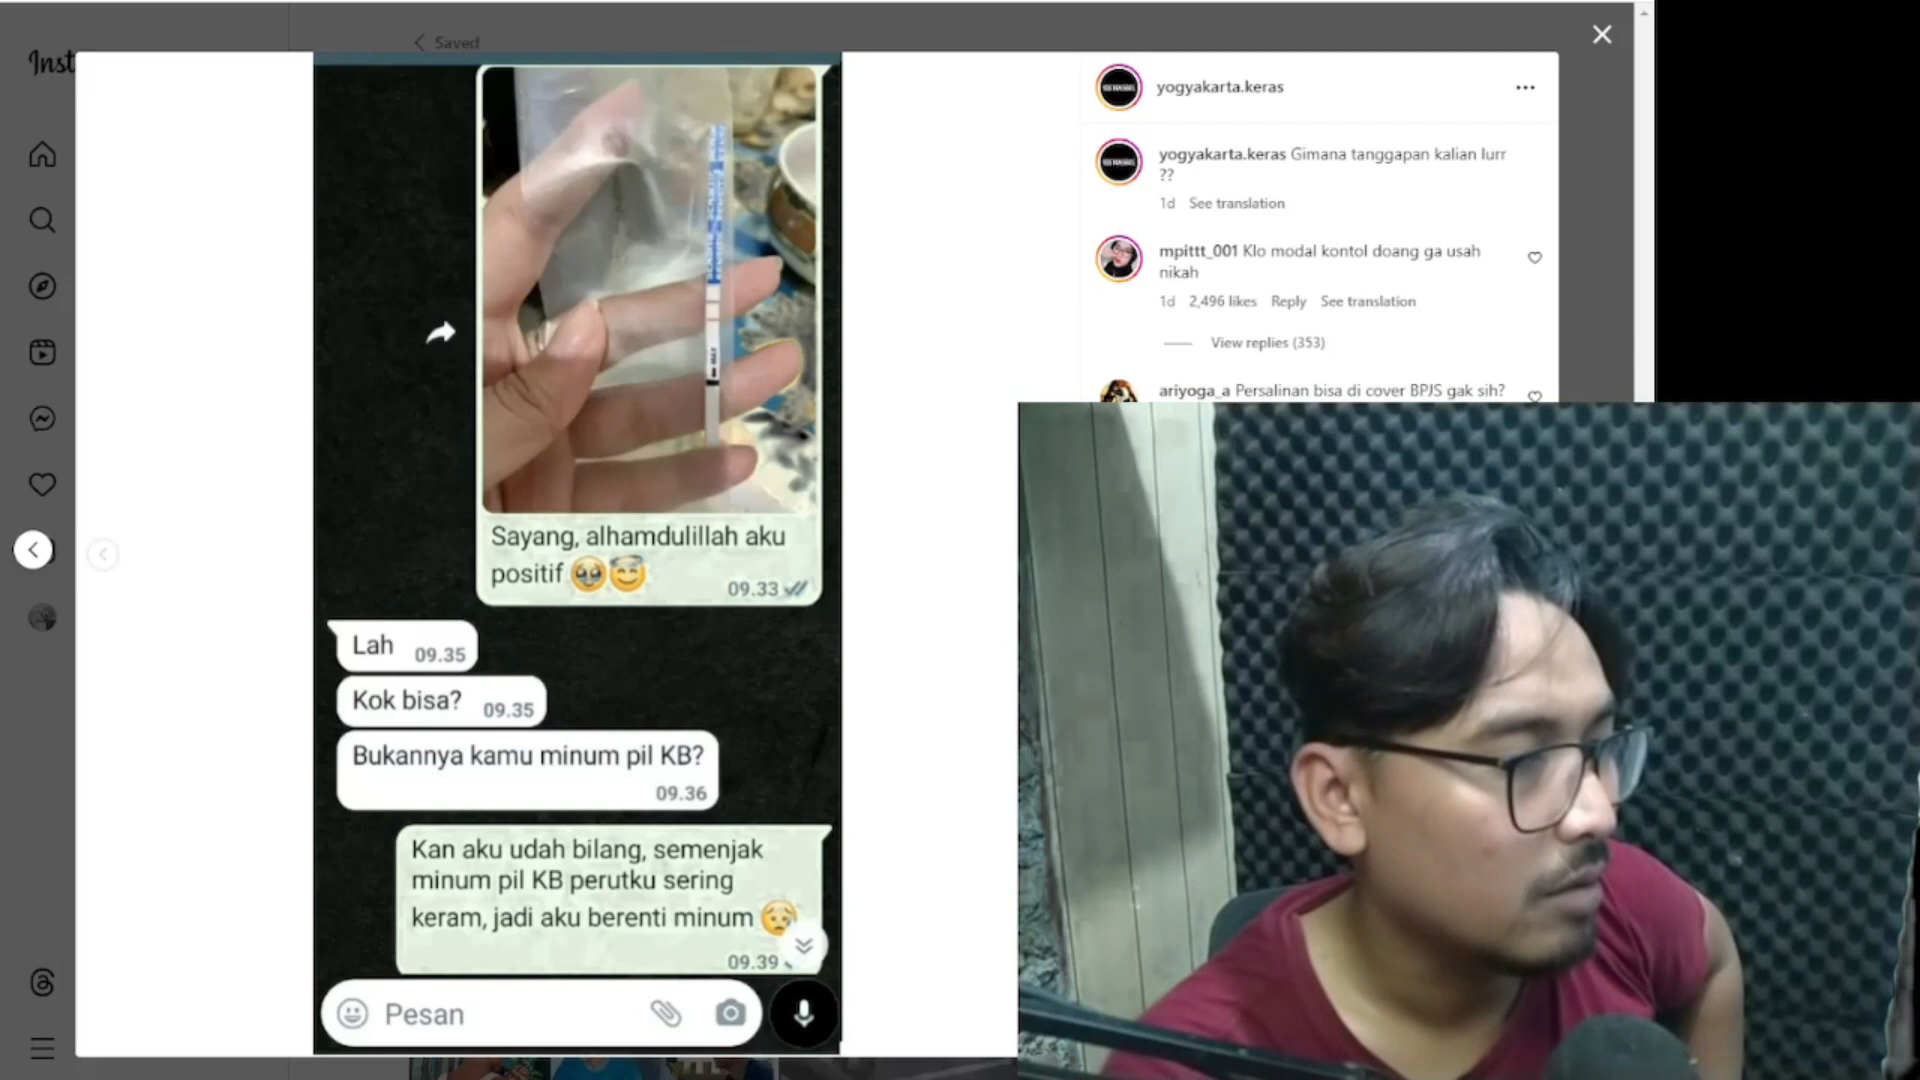 Inst
Saved
Sayang, alhamdulillah aku
positif
09.33
Lah
09.35
Kok bisa?
09.35
Bukannya kamu minum pil KB?
09.36
Kan aku udah bilang, semenjak
minum pil KB perutku sering
keram, jadi aku berenti minum
09.39
Pesan
yogyakarta.keras
yogyakarta.keras Gimana tanggapan kalian lurr
??
1d See translation
mpittt_001 Klo modal kontol doang ga usah
nikah
1d 2,496 likes Reply See translation
View replies (353)
ariyoga_a Persalinan bisa di cover BPJS gak sih?